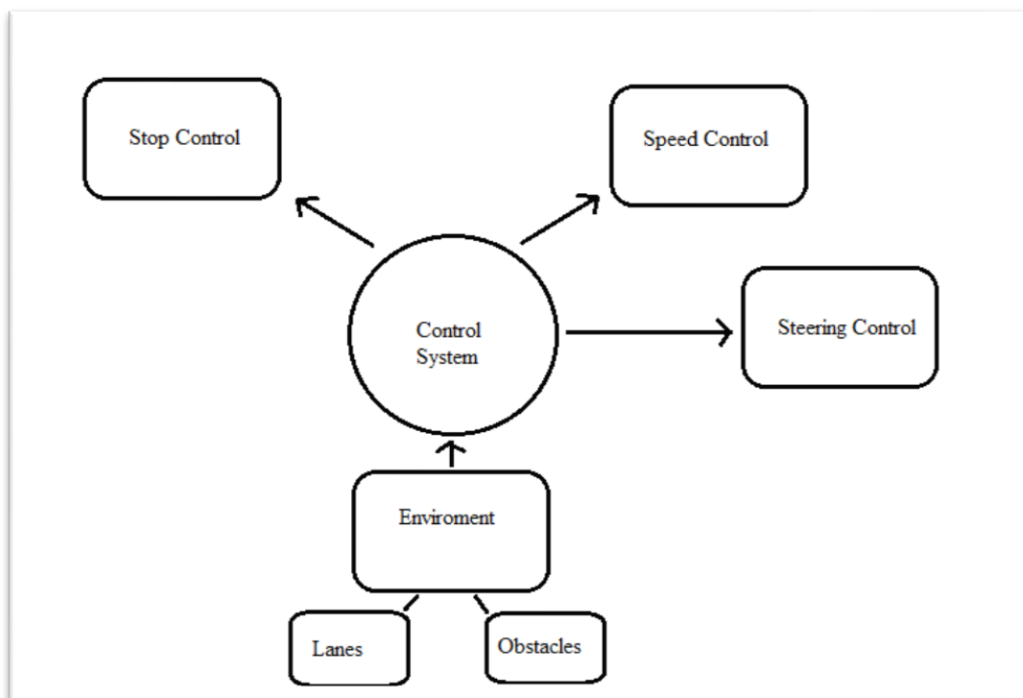 Stop Control
Speed Control
Control
System
Steering Control
Enviroment
Lanes
Obstacles